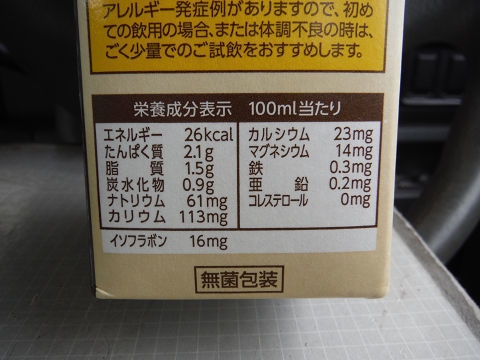 アレルギー発症例がありますので、初め
ての飲用の場合、または体調不良の時は、
ごく少量でのご試飲をおすすめします。
栄養成分表示 100ml当たり
エネルギー 26kcal カルシウム 23mg
たんぱく質 2.1g マグネシウム 14mg
脂質 1.5g 鉄 0.3mg
炭水化物 0.9g 亜鉛 0.2mg
ナトリウム 61mg コレステロール 0mg
カリウム 113mg
イソフラボン 16mg
無菌包装